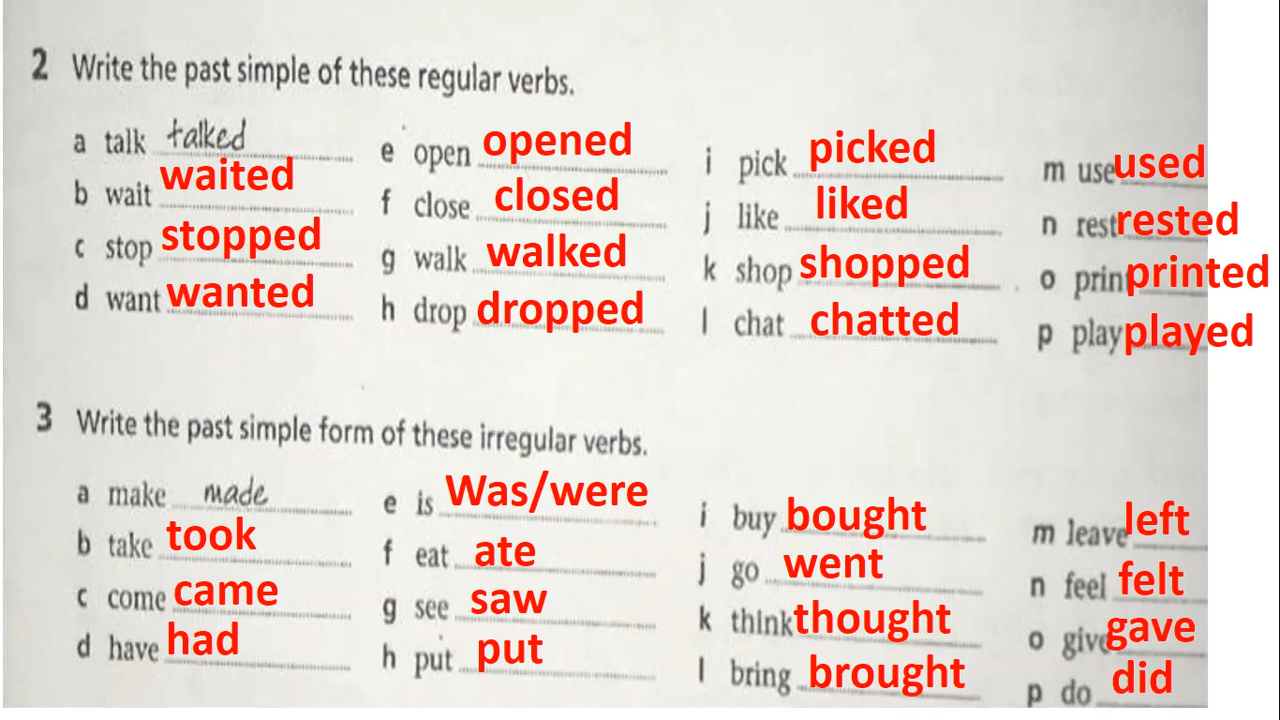 2 Write the past simple of these regular verbs.
a talk talked
b wait waited
c stop stopped
d want wanted
e open opened
f close closed
g walk walked
h drop dropped
i pick picked
j like liked
k shop shopped
l chat chatted
m use used
n rest rested
o print printed
p play played
3 Write the past simple form of these irregular verbs.
a make made
b take took
c come came
d have had
e is Was/were
f eat ate
g see saw
h put put
i buy bought
j go went
k think thought
l bring brought
m leave left
n feel felt
o give gave
p do did